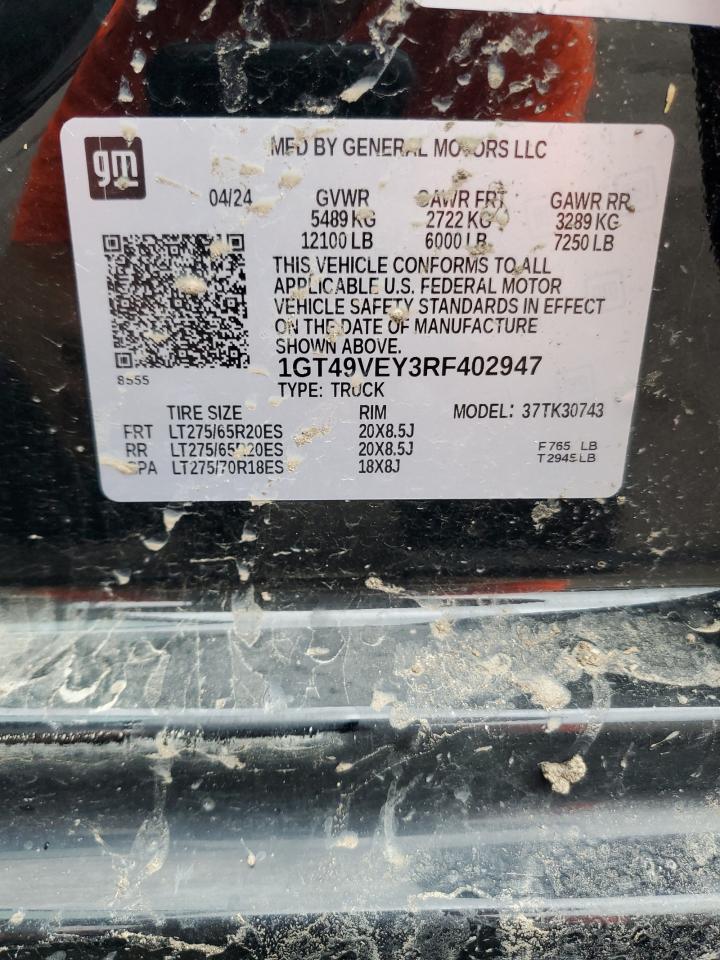 gm
MFD BY GENERAL MOTORS LLC
04/24 GVWR GAWR FRT GAWR RR
5489 KG 2722 KG 3289 KG
12100 LB 6000 LB 7250 LB
THIS VEHICLE CONFORMS TO ALL
APPLICABLE U.S. FEDERAL MOTOR
VEHICLE SAFETY STANDARDS IN EFFECT
ON THE DATE OF MANUFACTURE
SHOWN ABOVE.
8555
1GT49VEY3RF402947
TYPE: TRUCK
TIRE SIZE RIM MODEL: 37TK30743
FRT LT275/65R20ES 20X8.5J
RR LT275/65R20ES 20X8.5J F765 LB
SPA LT275/70R18ES 18X8J T2945LB